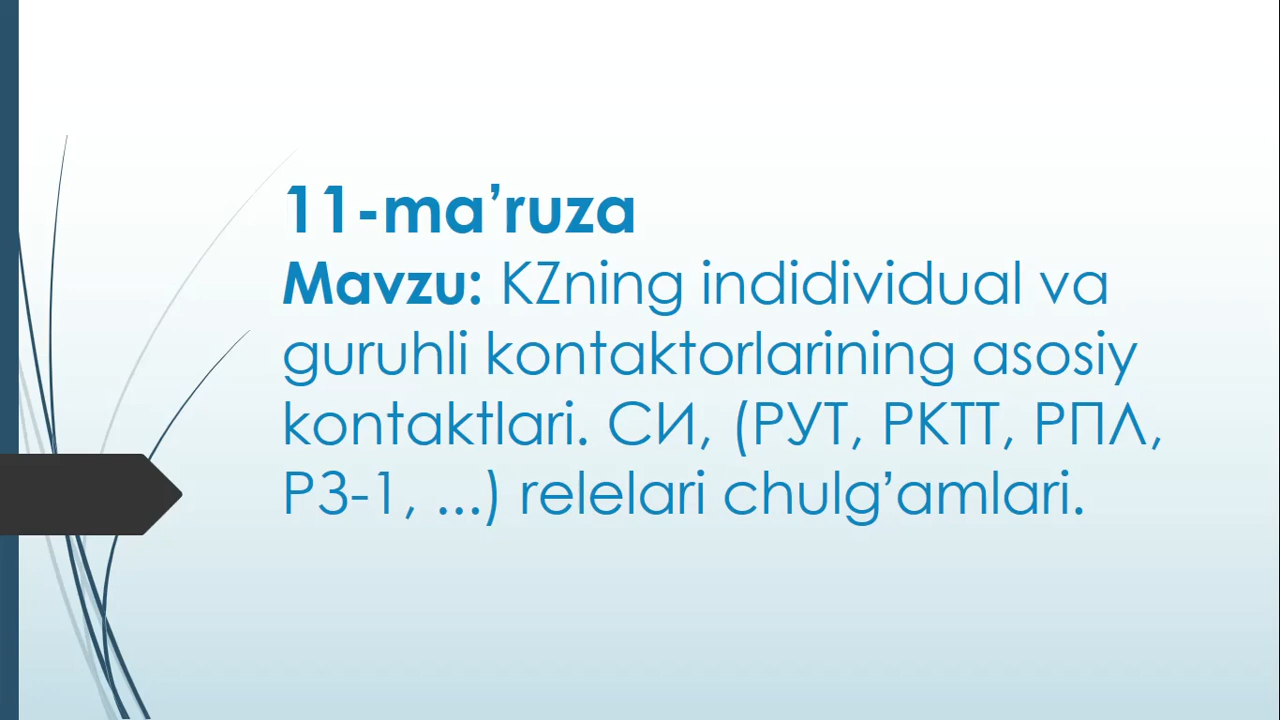 11-ma’ruza
Mavzu: KZning indidividual va
guruhli kontaktorlarining asosiy
kontaktlari. СИ, (РУТ, РКТТ, РПЛ,
РЗ-1, ...) relelari chulg’amlari.